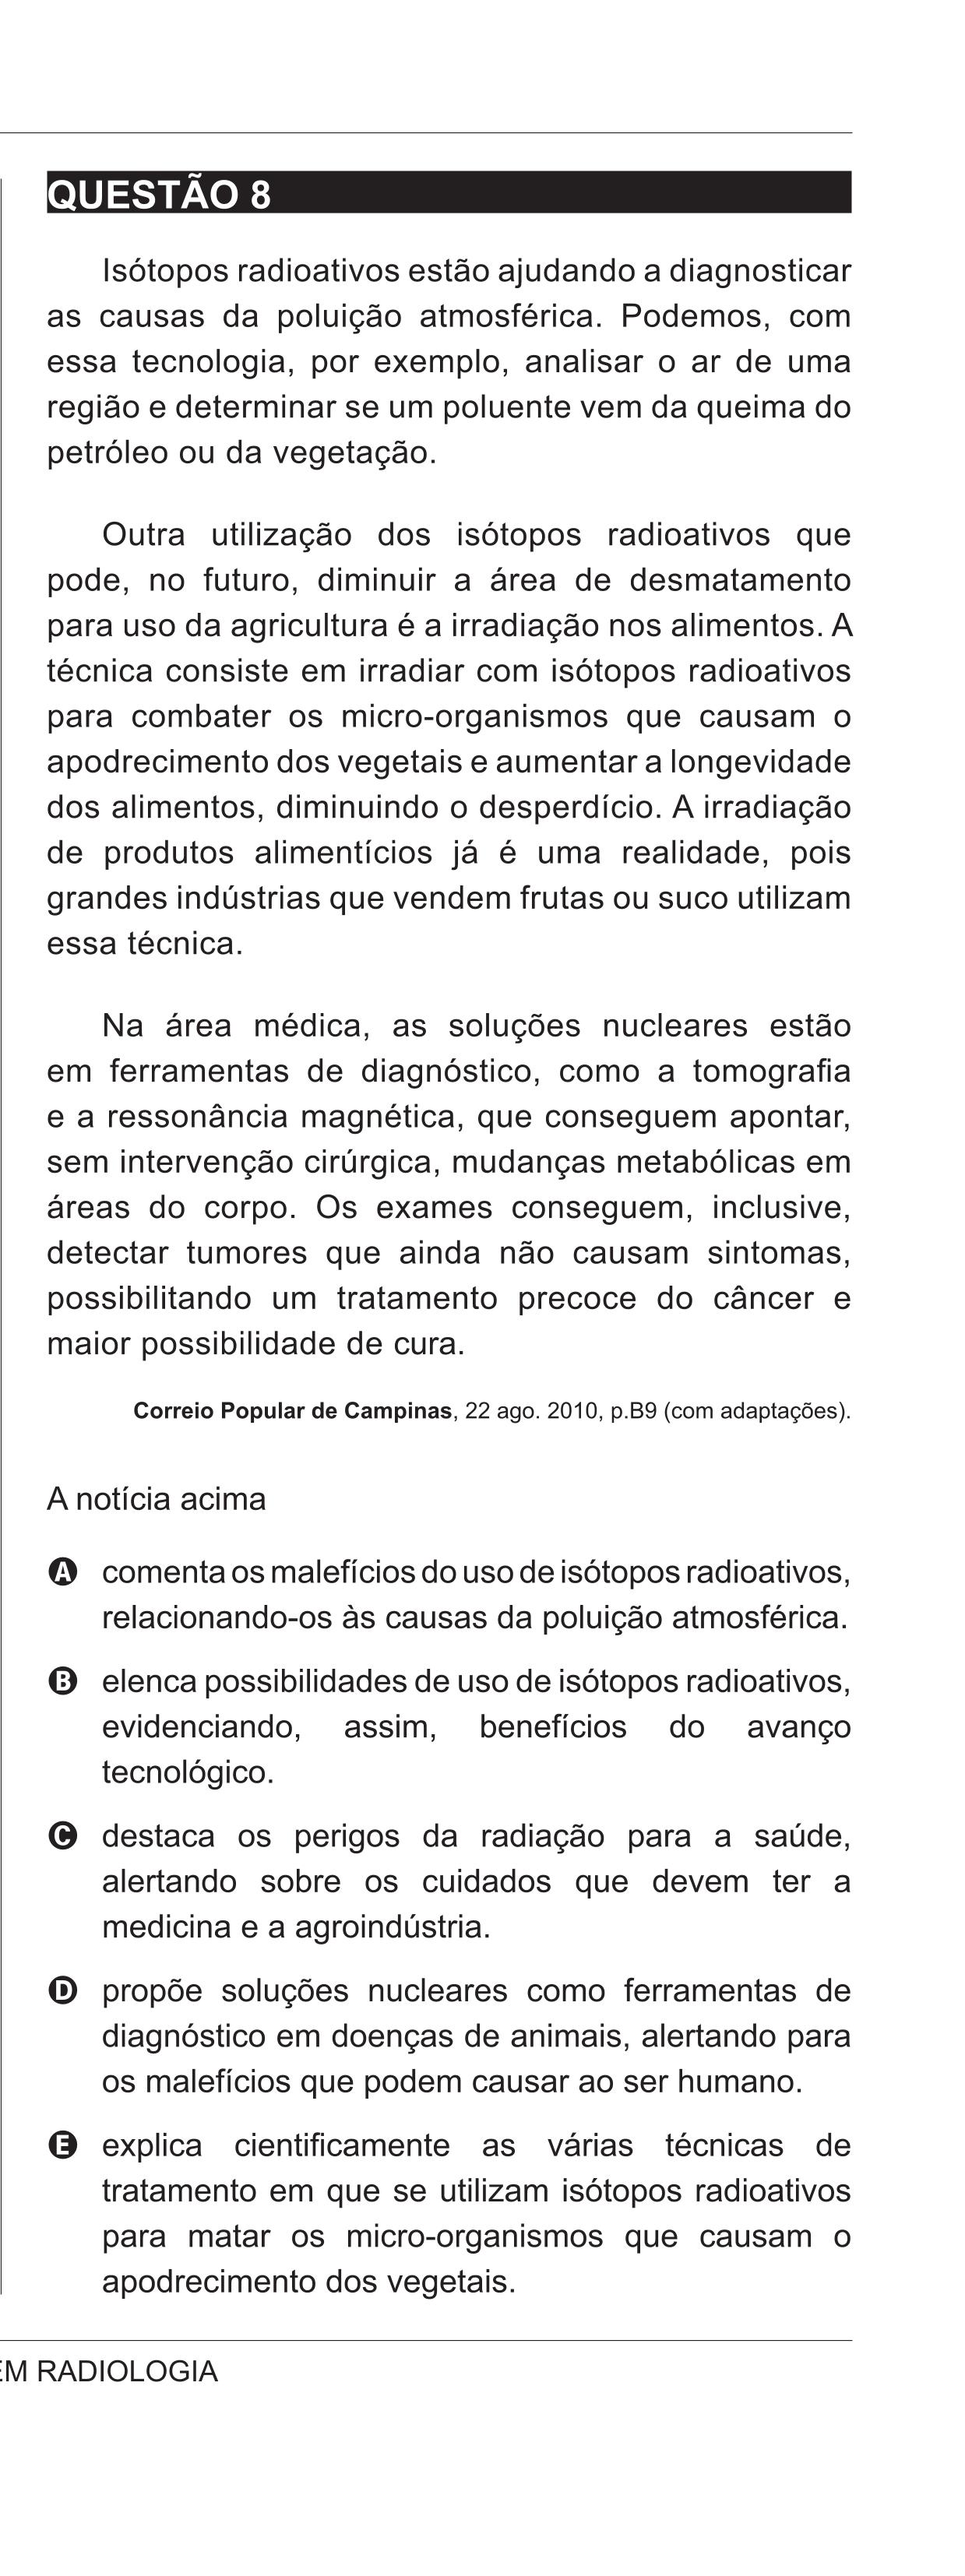 QUESTÃO 8
Isótopos radioativos estão ajudando a diagnosticar
as causas da poluição atmosférica. Podemos, com
essa tecnologia, por exemplo, analisar o ar de uma
região e determinar se um poluente vem da queima do
petróleo ou da vegetação.
Outra utilização dos isótopos radioativos que
pode, no futuro, diminuir a área de desmatamento
para uso da agricultura é a irradiação nos alimentos. A
técnica consiste em irradiar com isótopos radioativos
para combater os micro-organismos que causam o
apodrecimento dos vegetais e aumentar a longevidade
dos alimentos, diminuindo o desperdício. A irradiação
de produtos alimentícios já é uma realidade, pois
grandes indústrias que vendem frutas ou suco utilizam
essa técnica.
Na área médica, as soluções nucleares estão
em ferramentas de diagnóstico, como a tomografia
e a ressonância magnética, que conseguem apontar,
sem intervenção cirúrgica, mudanças metabólicas em
áreas do corpo. Os exames conseguem, inclusive,
detectar tumores que ainda não causam sintomas,
possibilitando um tratamento precoce do câncer e
maior possibilidade de cura.
Correio Popular de Campinas, 22 ago. 2010, p.B9 (com adaptações).
A notícia acima
A comenta os malefícios do uso de isótopos radioativos,
relacionando-os às causas da poluição atmosférica.
B elenca possibilidades de uso de isótopos radioativos,
evidenciando, assim, benefícios do avanço
tecnológico.
C destaca os perigos da radiação para a saúde,
alertando sobre os cuidados que devem ter a
medicina e a agroindústria.
D propõe soluções nucleares como ferramentas de
diagnóstico em doenças de animais, alertando para
os malefícios que podem causar ao ser humano.
E explica cientificamente as várias técnicas de
tratamento em que se utilizam isótopos radioativos
para matar os micro-organismos que causam o
apodrecimento dos vegetais.
EM RADIOLOGIA